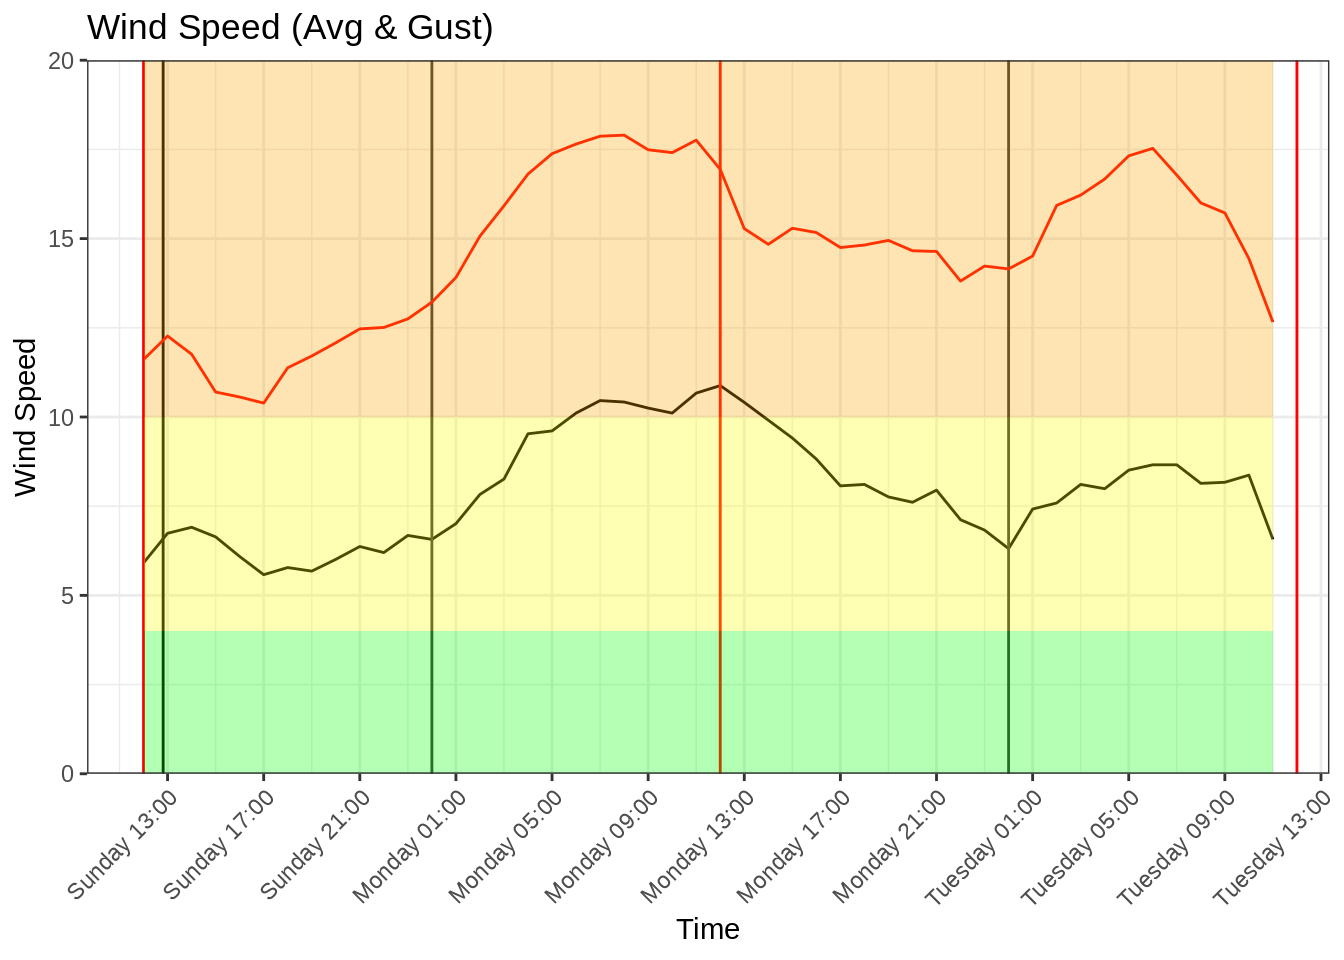 Wind Speed (Avg & Gust)
20
15
10
5
0
Wind Speed
Sunday 13:00
Sunday 17:00
Sunday 21:00
Monday 01:00
Monday 05:00
Monday 09:00
Monday 13:00
Monday 17:00
Monday 21:00
Tuesday 01:00
Tuesday 05:00
Tuesday 09:00
Tuesday 13:00
Time